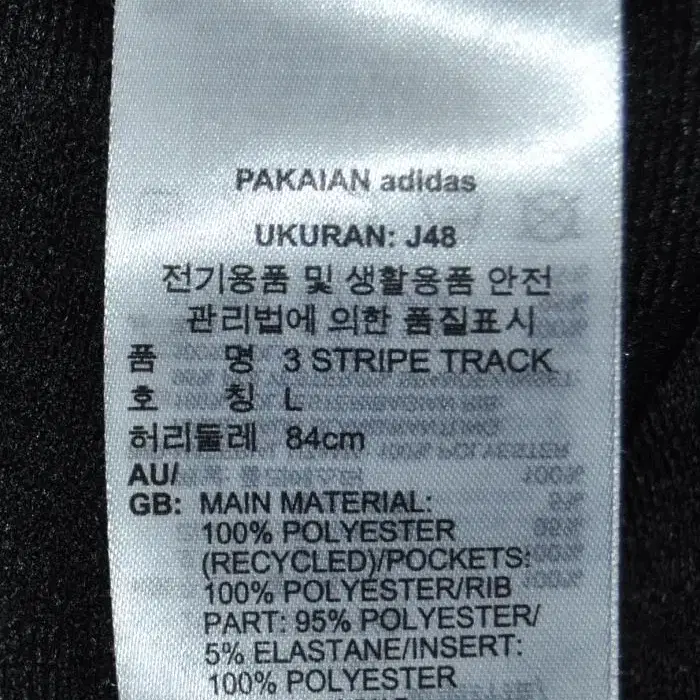 PAKAIAN adidas
UKURAN: J48
전기용품 및 생활용품 안전
관리법에 의한 품질표시
품 명 3 STRIPE TRACK
호 칭 L
허리둘레 84cm
AU/
GB: MAIN MATERIAL:
100% POLYESTER
(RECYCLED)/POCKETS:
100% POLYESTER/RIB
PART: 95% POLYESTER/
5% ELASTANE/INSERT:
100% POLYESTER